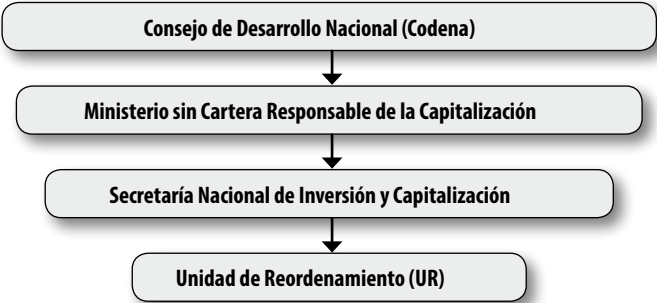 Consejo de Desarrollo Nacional (Codena)
Ministerio sin Cartera Responsable de la Capitalización
Secretaría Nacional de Inversión y Capitalización
Unidad de Reordenamiento (UR)